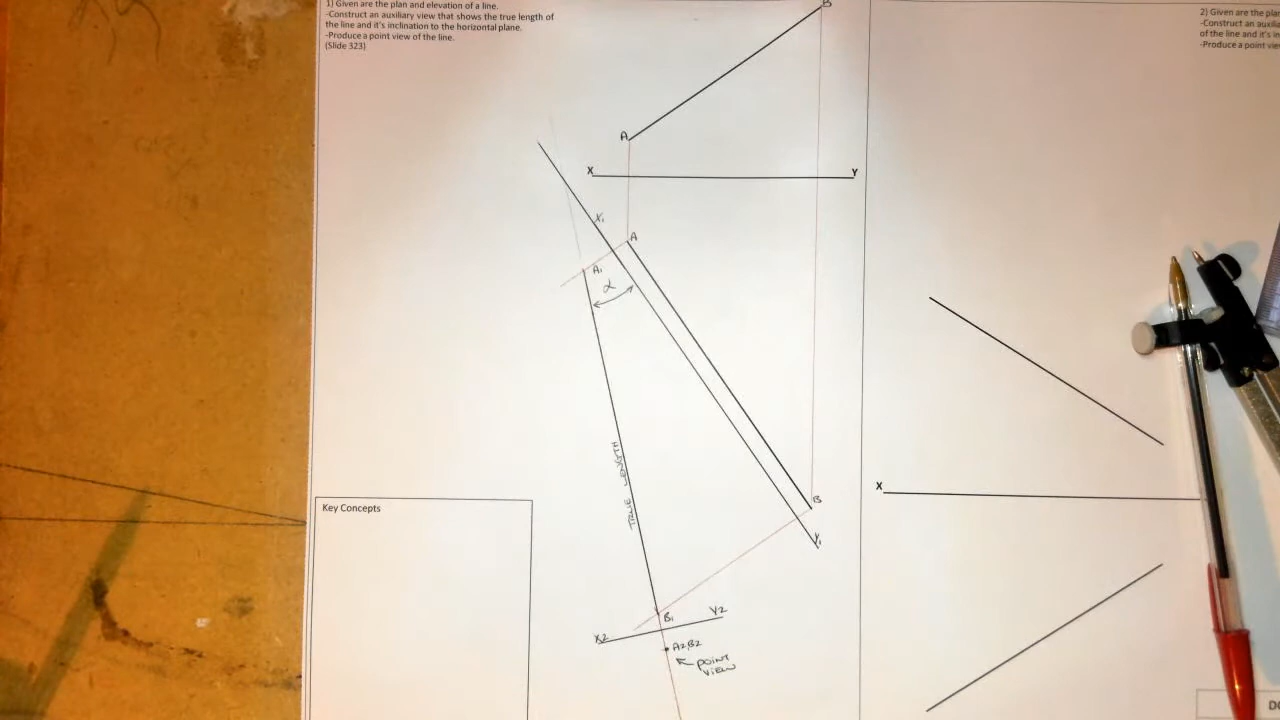 1) Given are the plan and elevation of a line.
-Construct an auxiliary view that shows the true length of
the line and it's inclination to the horizontal plane.
-Produce a point view of the line.
(Slide 323)
B
A
X
Y
X1
A
A1
α
TRUE LENGTH
B
Y1
B1
X2
Y2
A2B2
POINT
VIEW
Key Concepts
2) Given are the
-Construct an
of the line and it's
-Produce a point
X